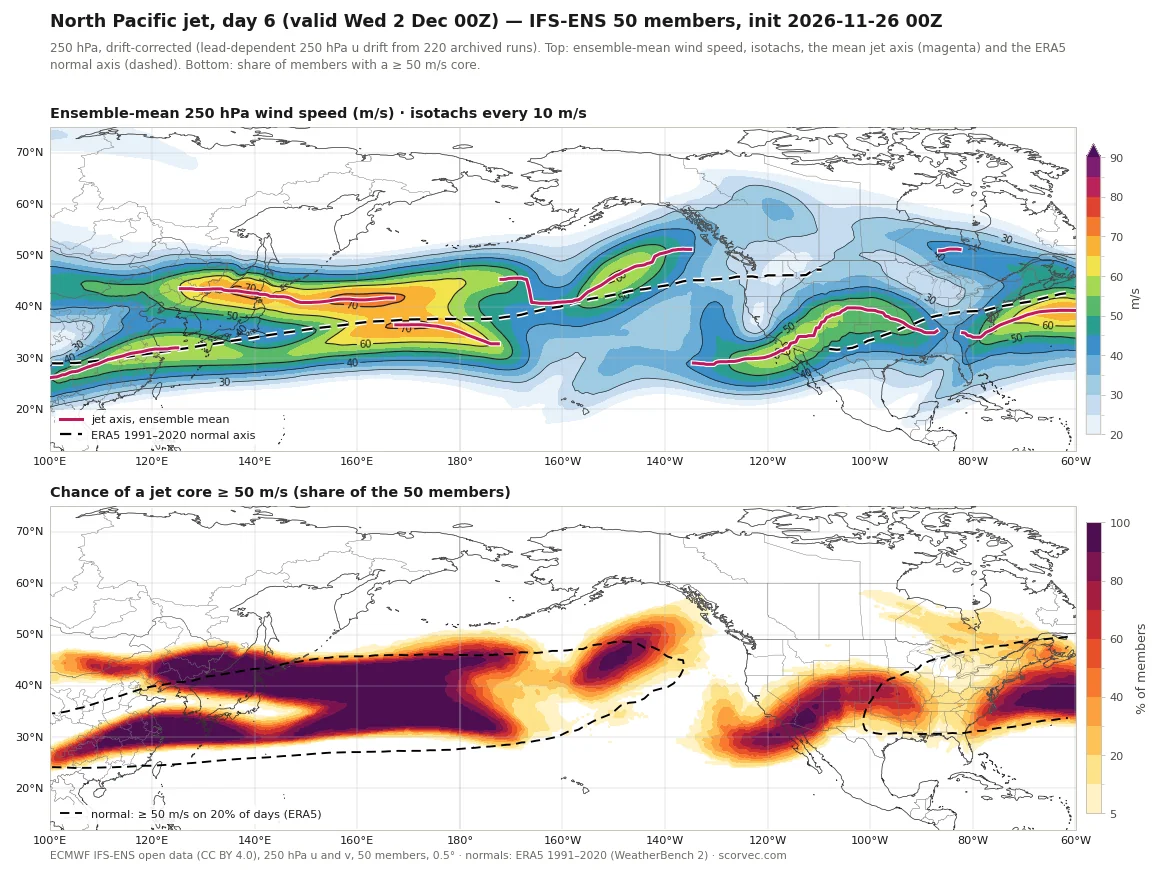 North Pacific jet, day 6 (valid Wed 2 Dec 00Z) — IFS-ENS 50 members, init 2026-11-26 00Z
250 hPa, drift-corrected (lead-dependent 250 hPa u drift from 220 archived runs). Top: ensemble-mean wind speed, isotachs, the mean jet axis (magenta) and the ERA5
normal axis (dashed). Bottom: share of members with a ≥ 50 m/s core.
Ensemble-mean 250 hPa wind speed (m/s) · isotachs every 10 m/s
70°N
60°N
50°N
40°N
30°N
20°N
70
50
40
30
40
30
70
70
60
40
30
50
40
30
40
30
60
50
jet axis, ensemble mean
ERA5 1991–2020 normal axis
100°E 120°E 140°E 160°E 180° 160°W 140°W 120°W 100°W 80°W 60°W
90
80
70
60
50
40
30
20
m/s
Chance of a jet core ≥ 50 m/s (share of the 50 members)
70°N
60°N
50°N
40°N
30°N
20°N
normal: ≥ 50 m/s on 20% of days (ERA5)
100°E 120°E 140°E 160°E 180° 160°W 140°W 120°W 100°W 80°W 60°W
100
80
60
40
20
5
% of members
ECMWF IFS-ENS open data (CC BY 4.0), 250 hPa u and v, 50 members, 0.5° · normals: ERA5 1991–2020 (WeatherBench 2) · scorvec.com